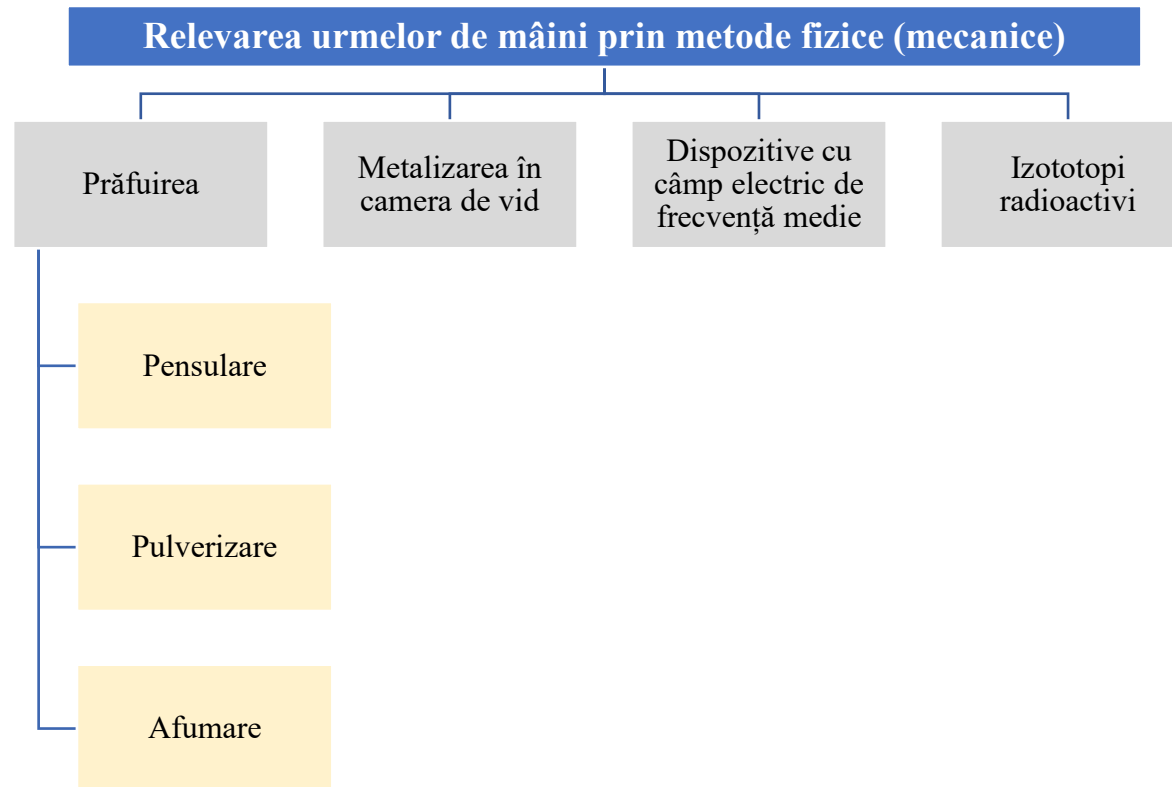 Relevarea urmelor de mâini prin metode fizice (mecanice)
Prăfuirea
Metalizarea în
camera de vid
Dispozitive cu
câmp electric de
frecvență medie
Izototopi
radioactivi
Pensulare
Pulverizare
Afumare